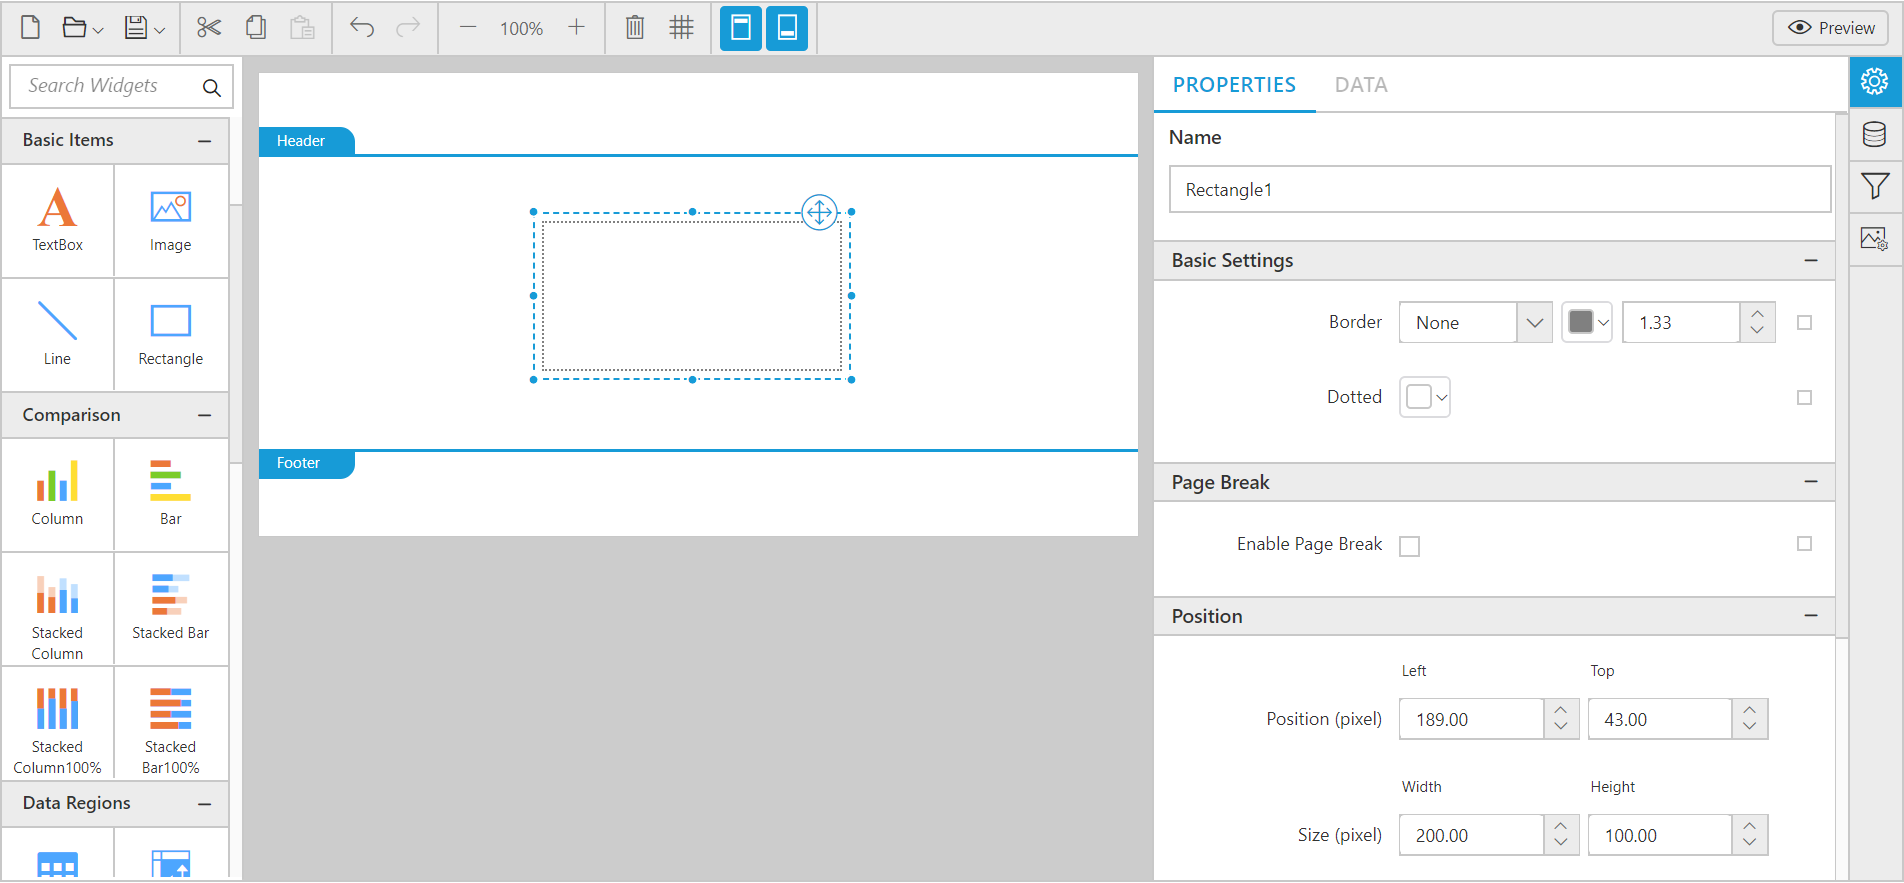 100%
Preview
Search Widgets
Basic Items
TextBox
Image
Line
Rectangle
Comparison
Column
Bar
Stacked
Column
Stacked Bar
Stacked
Column100%
Stacked
Bar100%
Data Regions
Header
Footer
PROPERTIES
DATA
Name
Rectangle1
Basic Settings
Border
None
1.33
Dotted
Page Break
Enable Page Break
Position
Left
Top
Position (pixel)
189.00
43.00
Width
Height
Size (pixel)
200.00
100.00